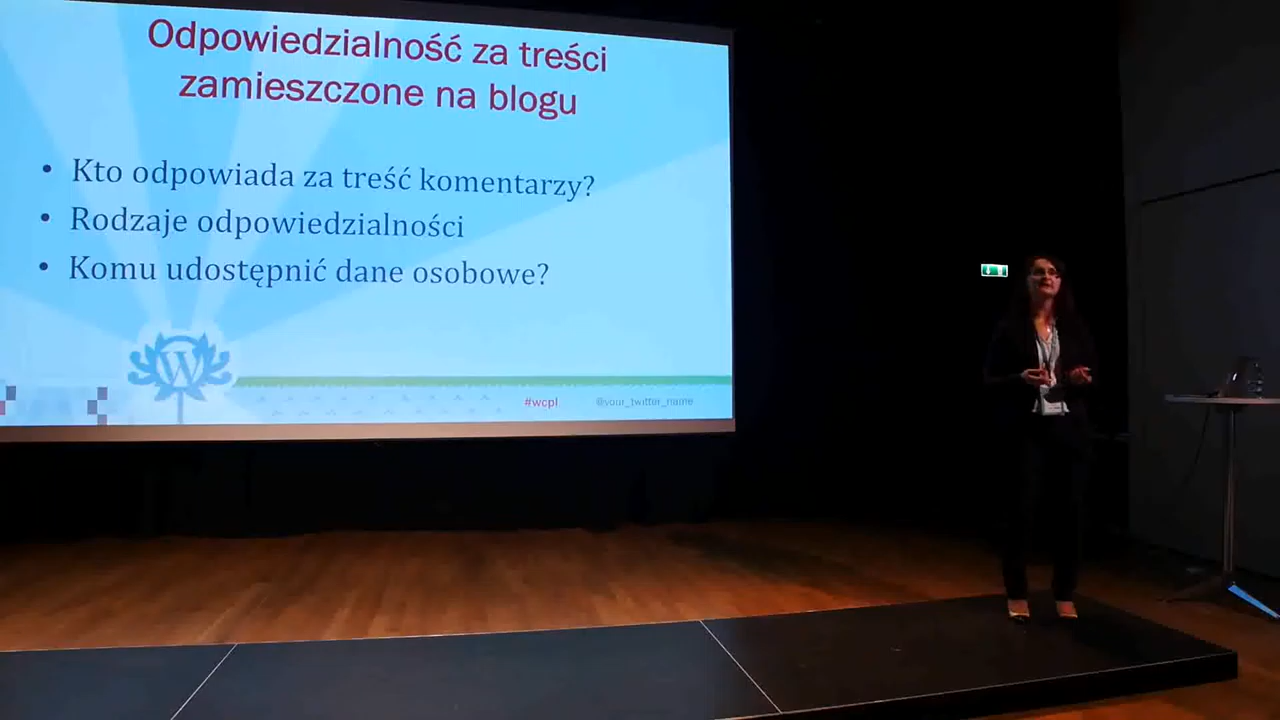 Odpowiedzialność za treści
zamieszczone na blogu
• Kto odpowiada za treść komentarzy?
• Rodzaje odpowiedzialności
• Komu udostępnić dane osobowe?
W
#wcpl @your_twitter_name